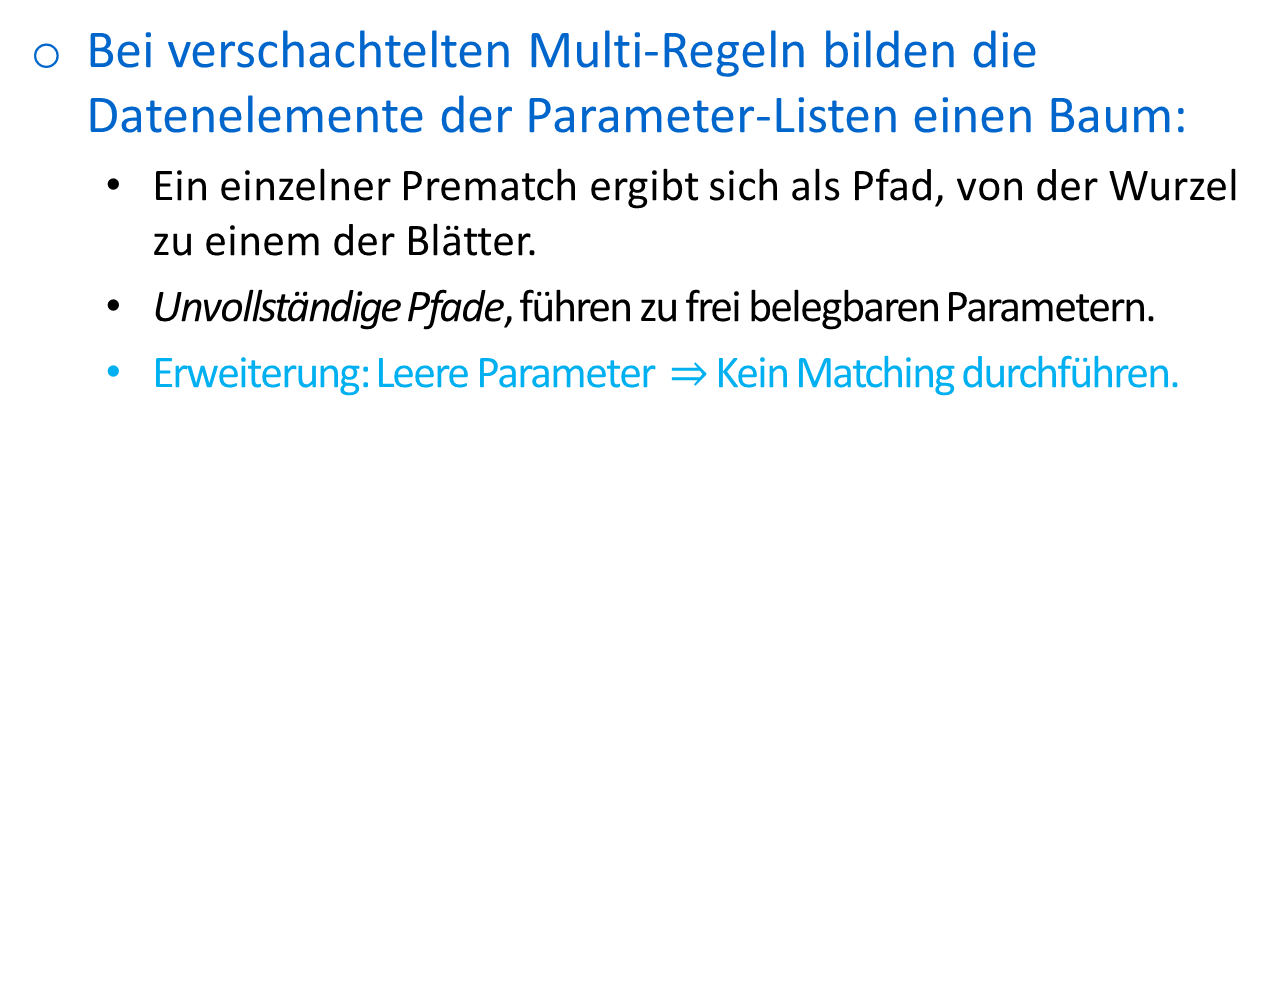 o Bei verschachtelten Multi-Regeln bilden die
Datenelemente der Parameter-Listen einen Baum:
• Ein einzelner Prematch ergibt sich als Pfad, von der Wurzel
zu einem der Blätter.
• Unvollständige Pfade, führen zu frei belegbaren Parametern.
• Erweiterung: Leere Parameter ⇒ Kein Matching durchführen.